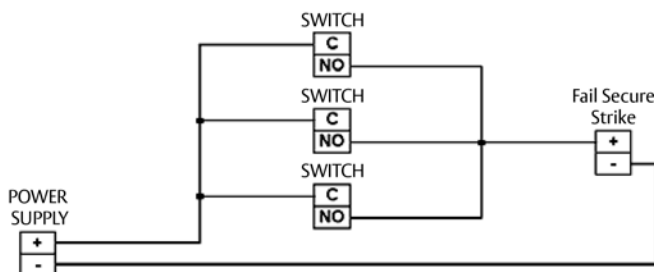 SWITCH
C
NO
SWITCH
C
NO
Fail Secure
Strike
+
-
SWITCH
C
NO
POWER
SUPPLY
+
-